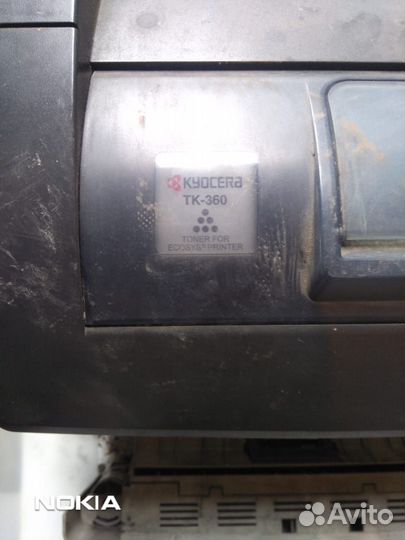 KYOCERA
TK-360
TONER FOR
ECOSYS® PRINTER
NOKIA
Avito